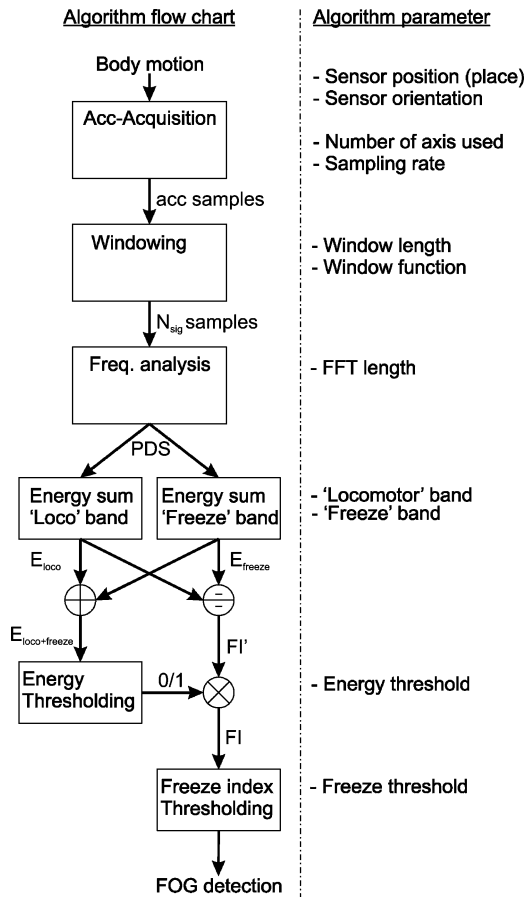 Algorithm flow chart
Algorithm parameter
Body motion
- Sensor position (place)
- Sensor orientation
Acc-Acquisition
- Number of axis used
- Sampling rate
acc samples
Windowing
- Window length
- Window function
Nsig samples
Freq. analysis
- FFT length
PDS
Energy sum
'Loco' band
Energy sum
'Freeze' band
- 'Locomotor' band
- 'Freeze' band
Eloco
Efreeze
Eloco+freeze
FI'
Energy
Thresholding
0/1
- Energy threshold
FI
Freeze index
Thresholding
- Freeze threshold
FOG detection